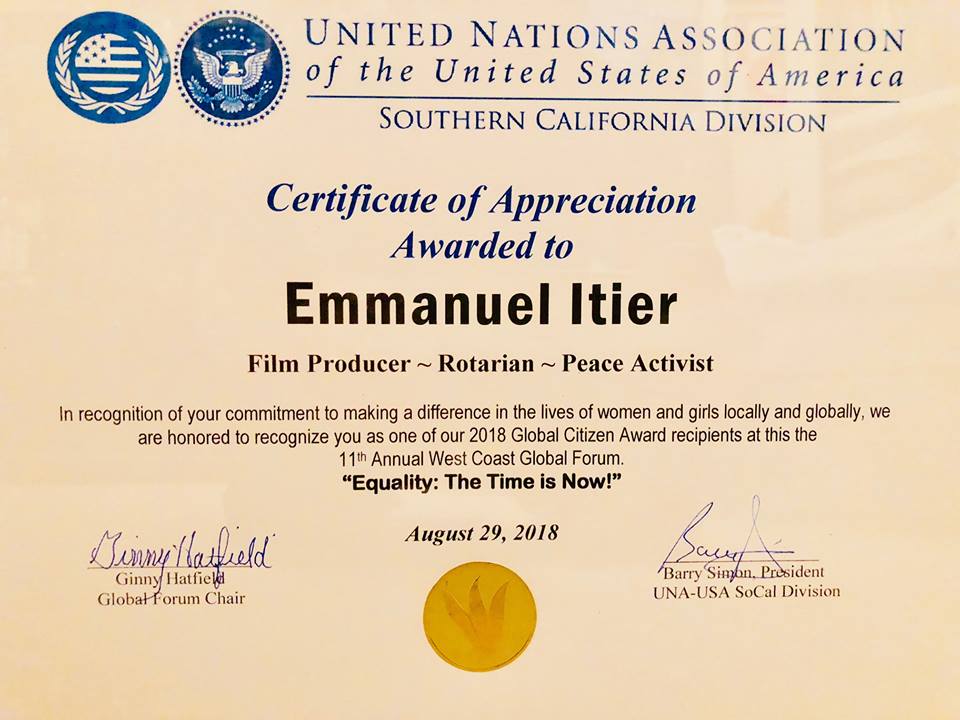 UNITED NATIONS ASSOCIATION
of the United States of America
SOUTHERN CALIFORNIA DIVISION
Certificate of Appreciation
Awarded to
Emmanuel Itier
Film Producer ~ Rotarian ~ Peace Activist
In recognition of your commitment to making a difference in the lives of women and girls locally and globally, we
are honored to recognize you as one of our 2018 Global Citizen Award recipients at this the
11th Annual West Coast Global Forum.
“Equality: The Time is Now!”
August 29, 2018
Ginny Hatfield
Ginny Hatfield
Global Forum Chair
Barry Simon, President
UNA-USA SoCal Division